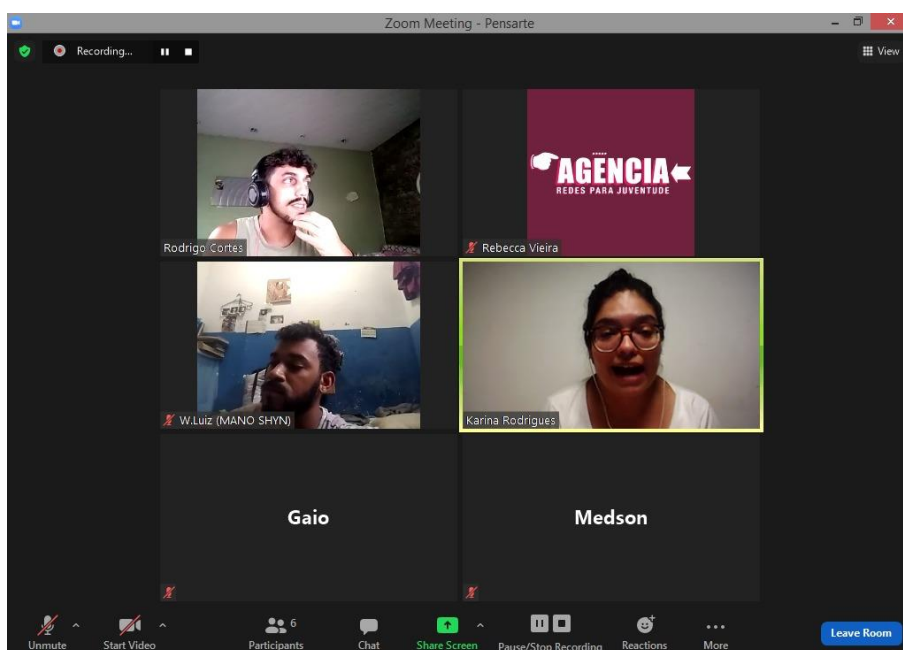 Zoom Meeting - Pensarte
Recording...
View
AGÊNCIA
REDES PARA JUVENTUDE
Rodrigo Cortes
Rebecca Vieira
W.Luiz (MANO SHYN)
Karina Rodrigues
Gaio
Medson
Unmute
Start Video
6
Participants
Chat
Share Screen
Pause/Stop Recording
Reactions
More
Leave Room